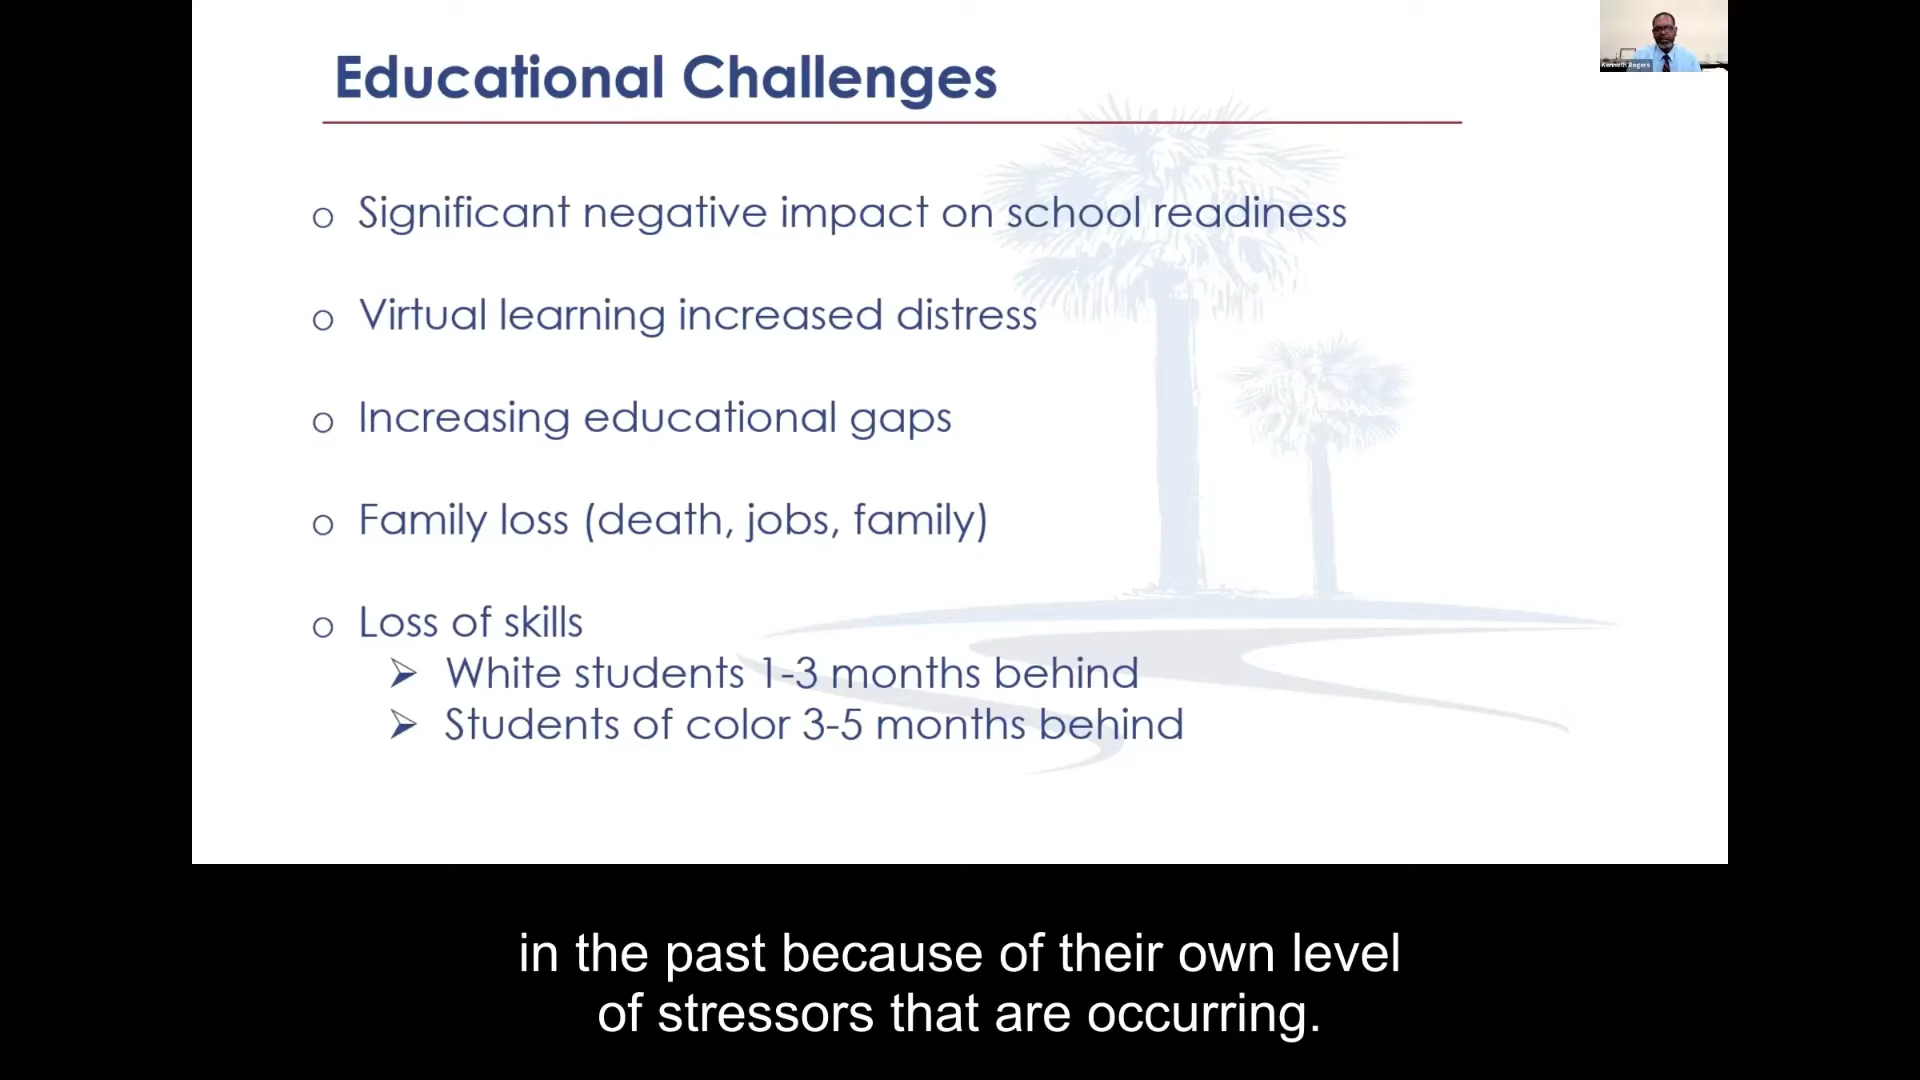 Educational Challenges
Kenneth Rogers
o Significant negative impact on school readiness
o Virtual learning increased distress
o Increasing educational gaps
o Family loss (death, jobs, family)
o Loss of skills
➢ White students 1-3 months behind
➢ Students of color 3-5 months behind
in the past because of their own level
of stressors that are occurring.